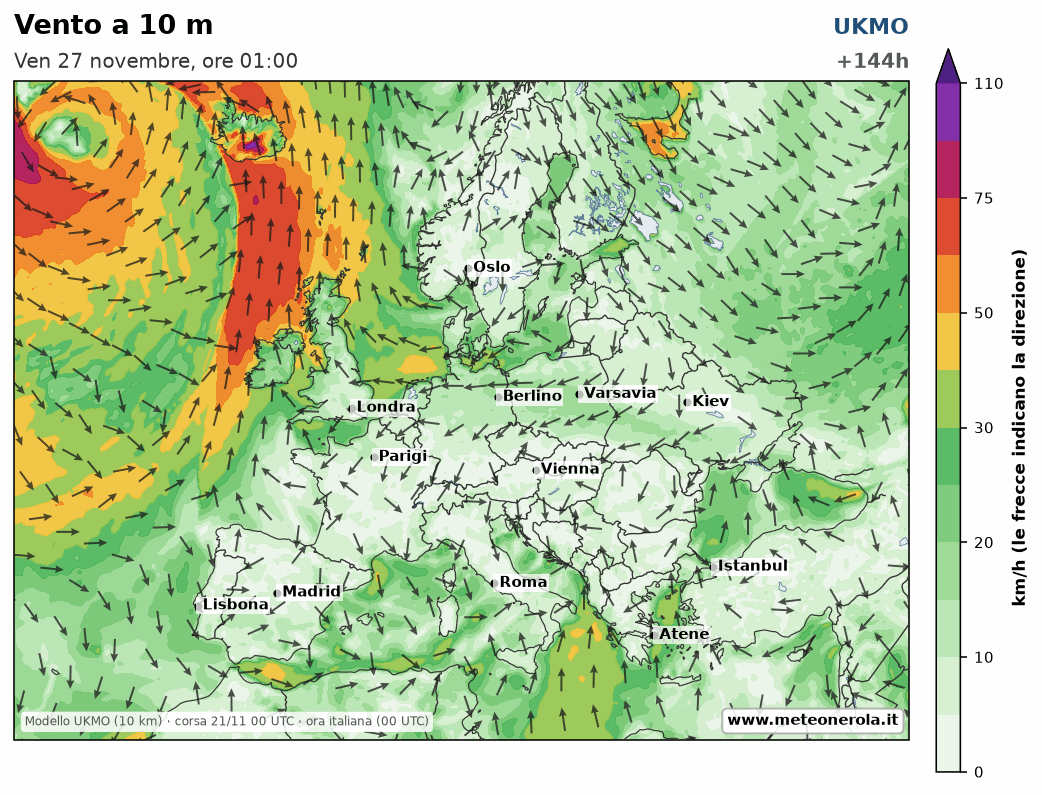 Vento a 10 m
UKMO
Ven 27 novembre, ore 01:00
+144h
110
75
50
30
20
10
0
km/h (le frecce indicano la direzione)
Oslo
Berlino
Varsavia
Kiev
Londra
Parigi
Vienna
Istanbul
Roma
Madrid
Lisbona
Atene
Modello UKMO (10 km) · corsa 21/11 00 UTC · ora italiana (00 UTC)
www.meteonerola.it